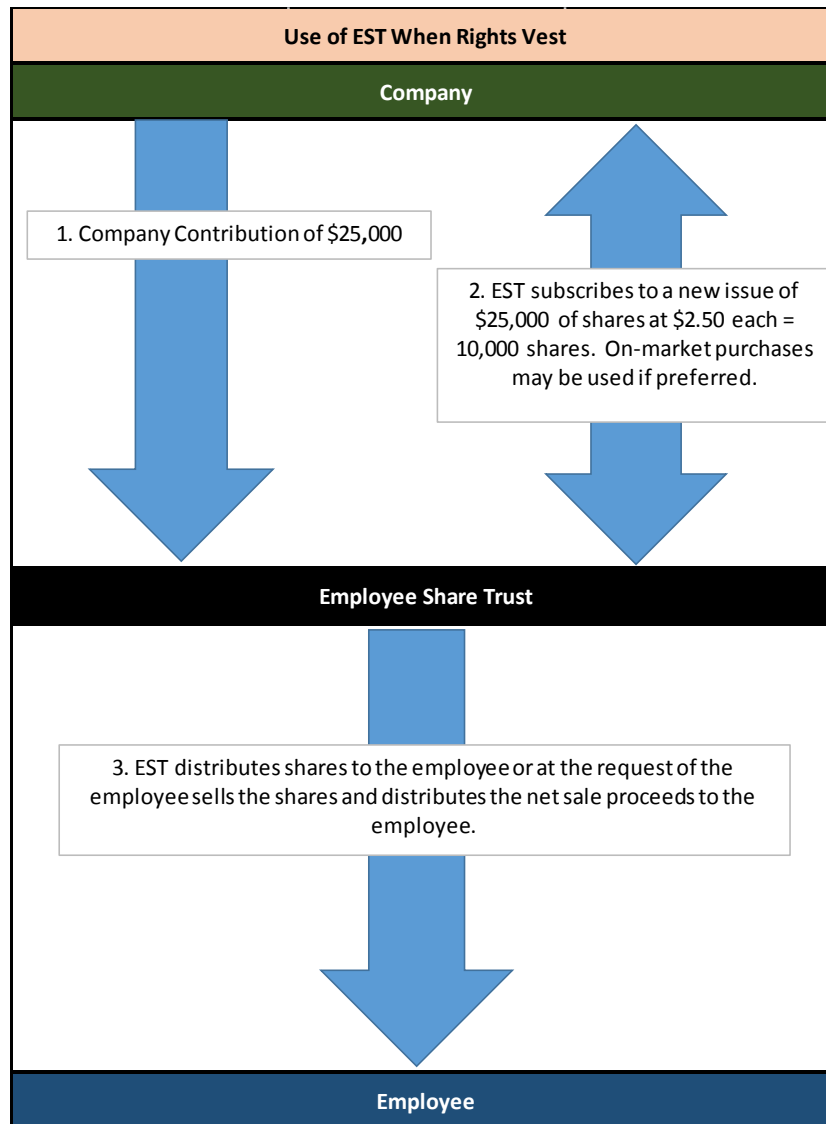 Use of EST When Rights Vest
Company
1. Company Contribution of $25,000
2. EST subscribes to a new issue of
$25,000 of shares at $2.50 each =
10,000 shares. On-market purchases
may be used if preferred.
Employee Share Trust
3. EST distributes shares to the employee or at the request of the
employee sells the shares and distributes the net sale proceeds to the
employee.
Employee